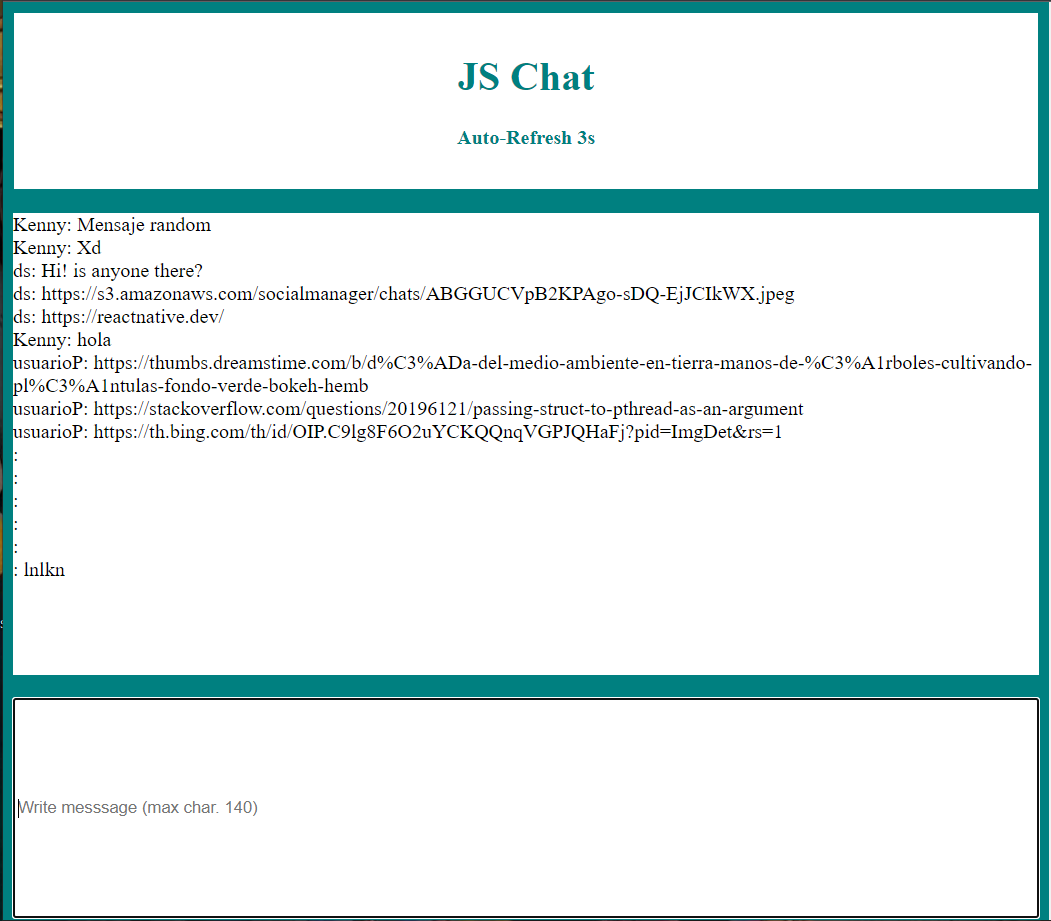 JS Chat
Auto-Refresh 3s
Kenny: Mensaje random
Kenny: Xd
ds: Hi! is anyone there?
ds: https://s3.amazonaws.com/socialmanager/chats/ABGGUCVpB2KPAgo-sDQ-EjJCIkWX.jpeg
ds: https://reactnative.dev/
Kenny: hola
usuarioP: https://thumbs.dreamstime.com/b/d%C3%ADa-del-medio-ambiente-en-tierra-manos-de-%C3%A1rboles-cultivando-
pl%C3%A1ntulas-fondo-verde-bokeh-hemb
usuarioP: https://stackoverflow.com/questions/20196121/passing-struct-to-pthread-as-an-argument
usuarioP: https://th.bing.com/th/id/OIP.C9lg8F6O2uYCKQQnqVGPJQHaFj?pid=ImgDet&rs=1
:
:
:
:
:
: lnlkn
Write messsage (max char. 140)